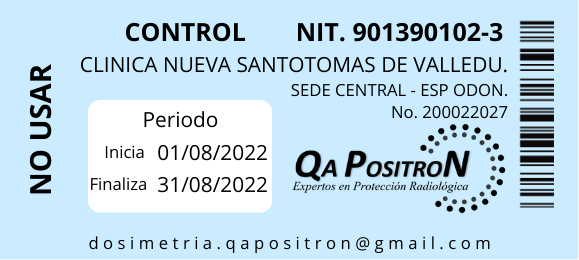 CONTROL NIT. 901390102-3
CLINICA NUEVA SANTOTOMAS DE VALLEDU.
SEDE CENTRAL - ESP ODON.
No. 200022027
NO USAR
Periodo
Inicia 01/08/2022
Finaliza 31/08/2022
QA POSITRON
Expertos en Protección Radiológica
dosimetria.qapositron@gmail.com